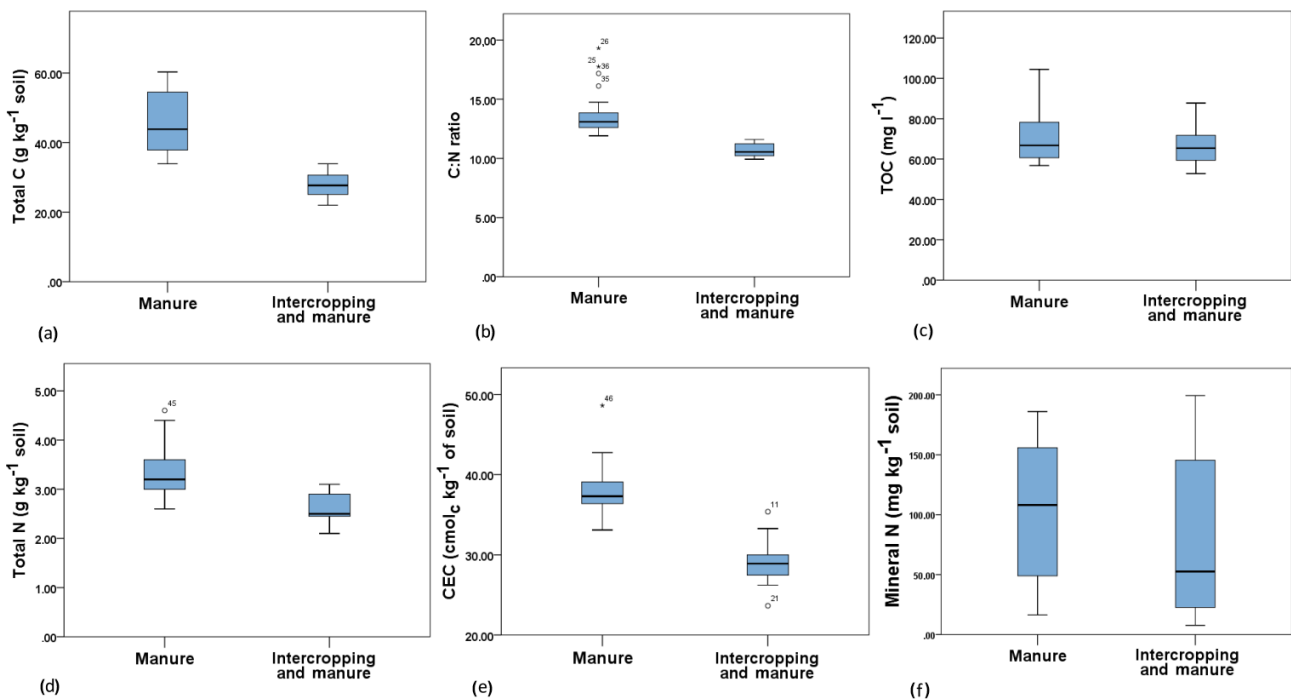 Total C (g kg⁻¹ soil)
60.00
40.00
20.00
.00
Manure
Intercropping
and manure
(a)
C:N ratio
20.00
15.00
10.00
5.00
.00
26
25
36
35
Manure
Intercropping
and manure
(b)
TOC (mg l⁻¹)
120.00
100.00
80.00
60.00
40.00
20.00
.00
Manure
Intercropping
and manure
(c)
Total N (g kg⁻¹ soil)
5.00
4.00
3.00
2.00
1.00
.00
45
Manure
Intercropping
and manure
(d)
CEC (cmol_c kg⁻¹ of soil)
50.00
40.00
30.00
20.00
46
11
21
Manure
Intercropping
and manure
(e)
Mineral N (mg kg⁻¹ soil)
200.00
150.00
100.00
50.00
.00
Manure
Intercropping
and manure
(f)